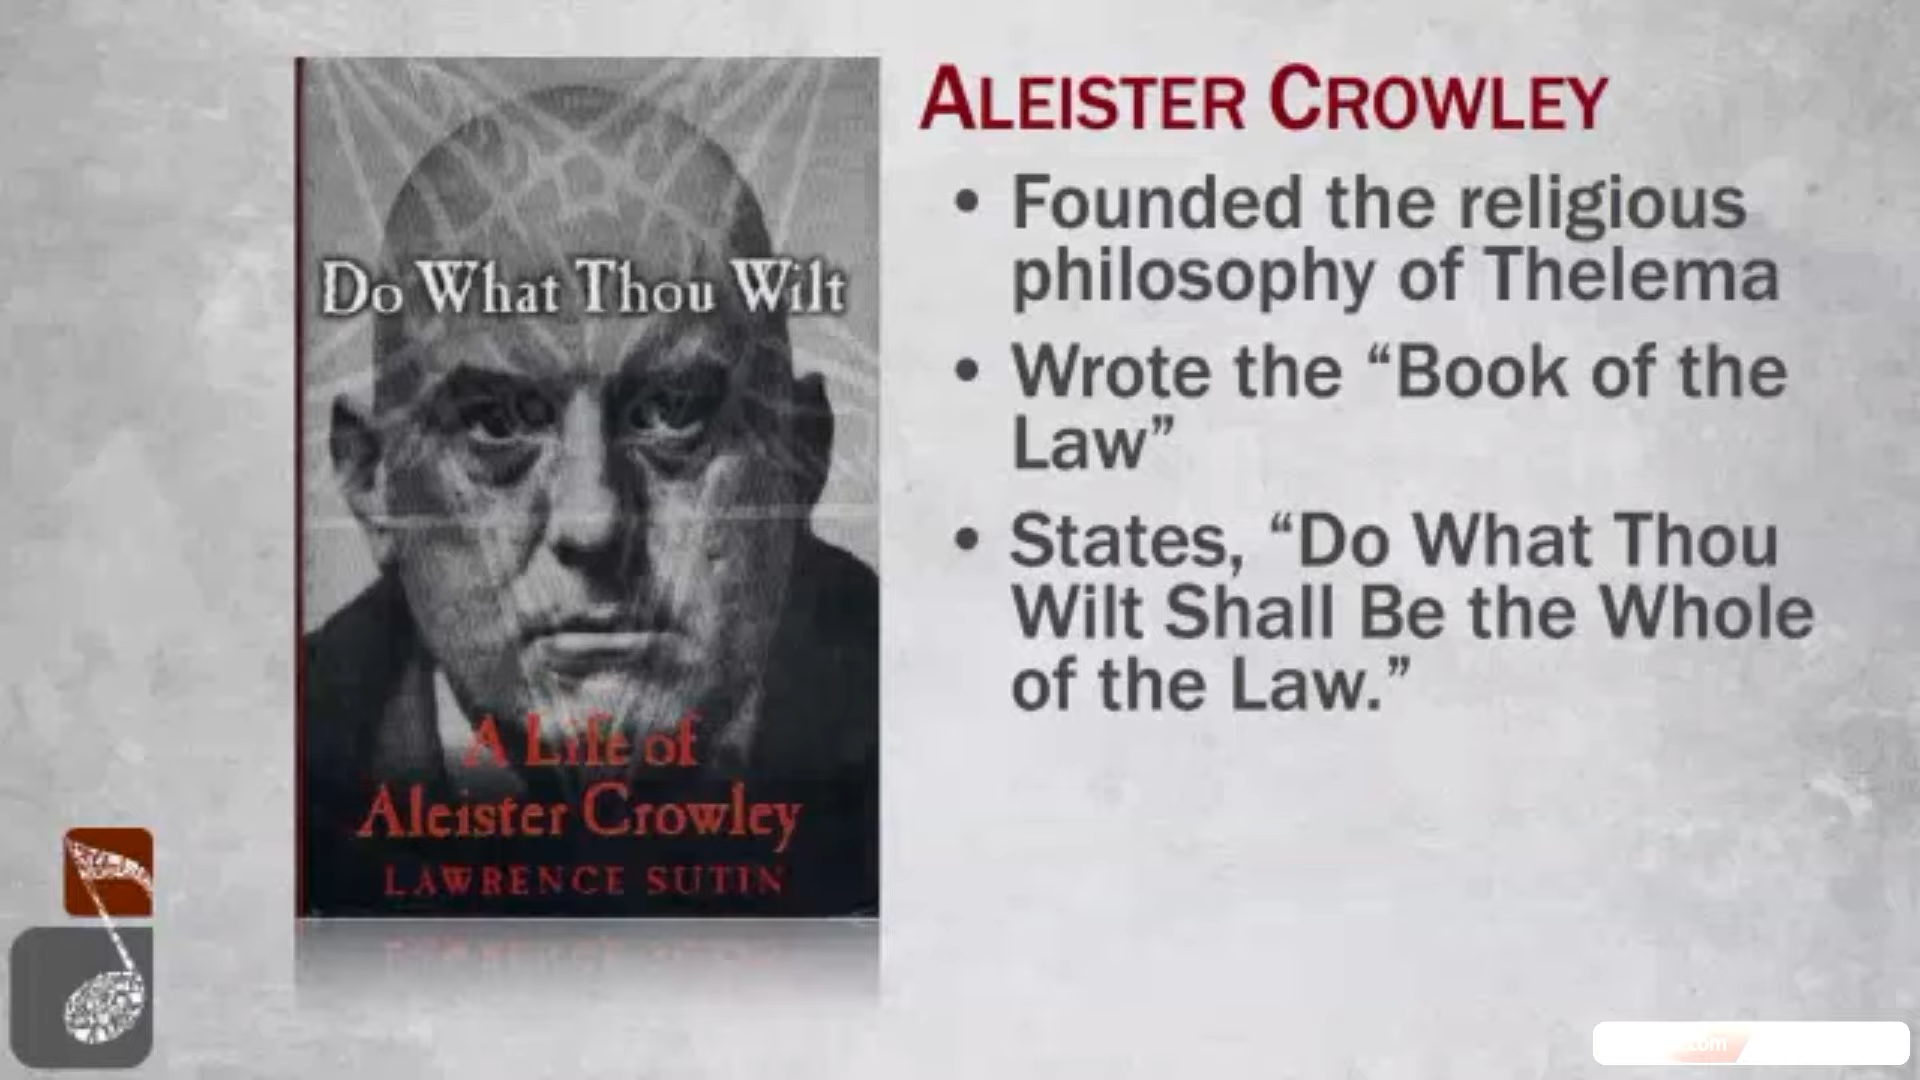 Do What Thou Wilt
A Life of
Aleister Crowley
LAWRENCE SUTIN
ALEISTER CROWLEY
• Founded the religious
philosophy of Thelema
• Wrote the “Book of the
Law”
• States, “Do What Thou
Wilt Shall Be the Whole
of the Law.”
.com